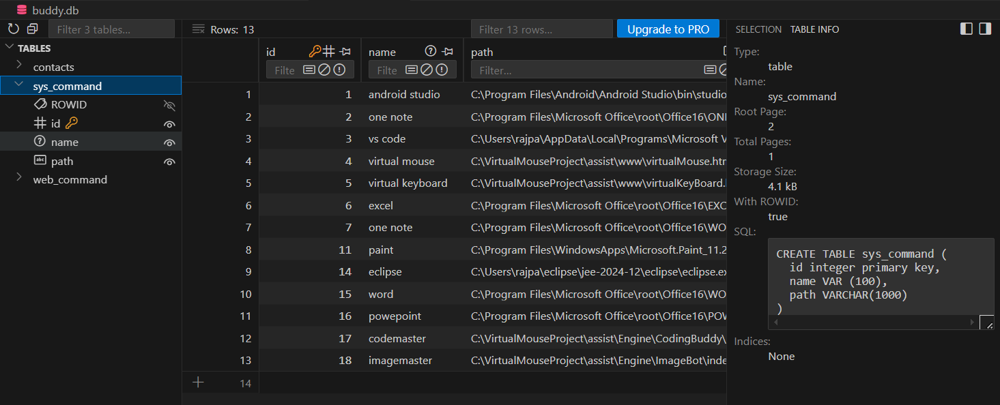 buddy.db
Filter 3 tables...
Rows: 13
Filter 13 rows...
Upgrade to PRO
SELECTION TABLE INFO
TABLES
contacts
sys_command
ROWID
id
name
path
web_command
id name path
Filte Filte Filter...
1 1 android studio C:\Program Files\Android\Android Studio\bin\studio
2 2 one note C:\Program Files\Microsoft Office\root\Office16\ONI
3 3 vs code C:\Users\rajpa\AppData\Local\Programs\Microsoft V
4 4 virtual mouse C:\VirtualMouseProject\assist\www\virtualMouse.htr
5 5 virtual keyboard C:\VirtualMouseProject\assist\www\virtualKeyBoard.
6 6 excel C:\Program Files\Microsoft Office\root\Office16\EXC
7 7 one note C:\Program Files\Microsoft Office\root\Office16\WO
8 11 paint C:\Program Files\WindowsApps\Microsoft.Paint_11.2
9 14 eclipse C:\Users\rajpa\eclipse\jee-2024-12\eclipse\eclipse.ex
10 15 word C:\Program Files\Microsoft Office\root\Office16\WO
11 16 powepoint C:\Program Files\Microsoft Office\root\Office16\POW
12 17 codemaster C:\VirtualMouseProject\assist\Engine\CodingBuddy\
13 18 imagemaster C:\VirtualMouseProject\assist\Engine\ImageBot\inde
14
Type:
table
Name:
sys_command
Root Page:
2
Total Pages:
1
Storage Size:
4.1 kB
With ROWID:
true
SQL:
CREATE TABLE sys_command (
id integer primary key,
name VAR (100),
path VARCHAR(1000)
)
Indices:
None